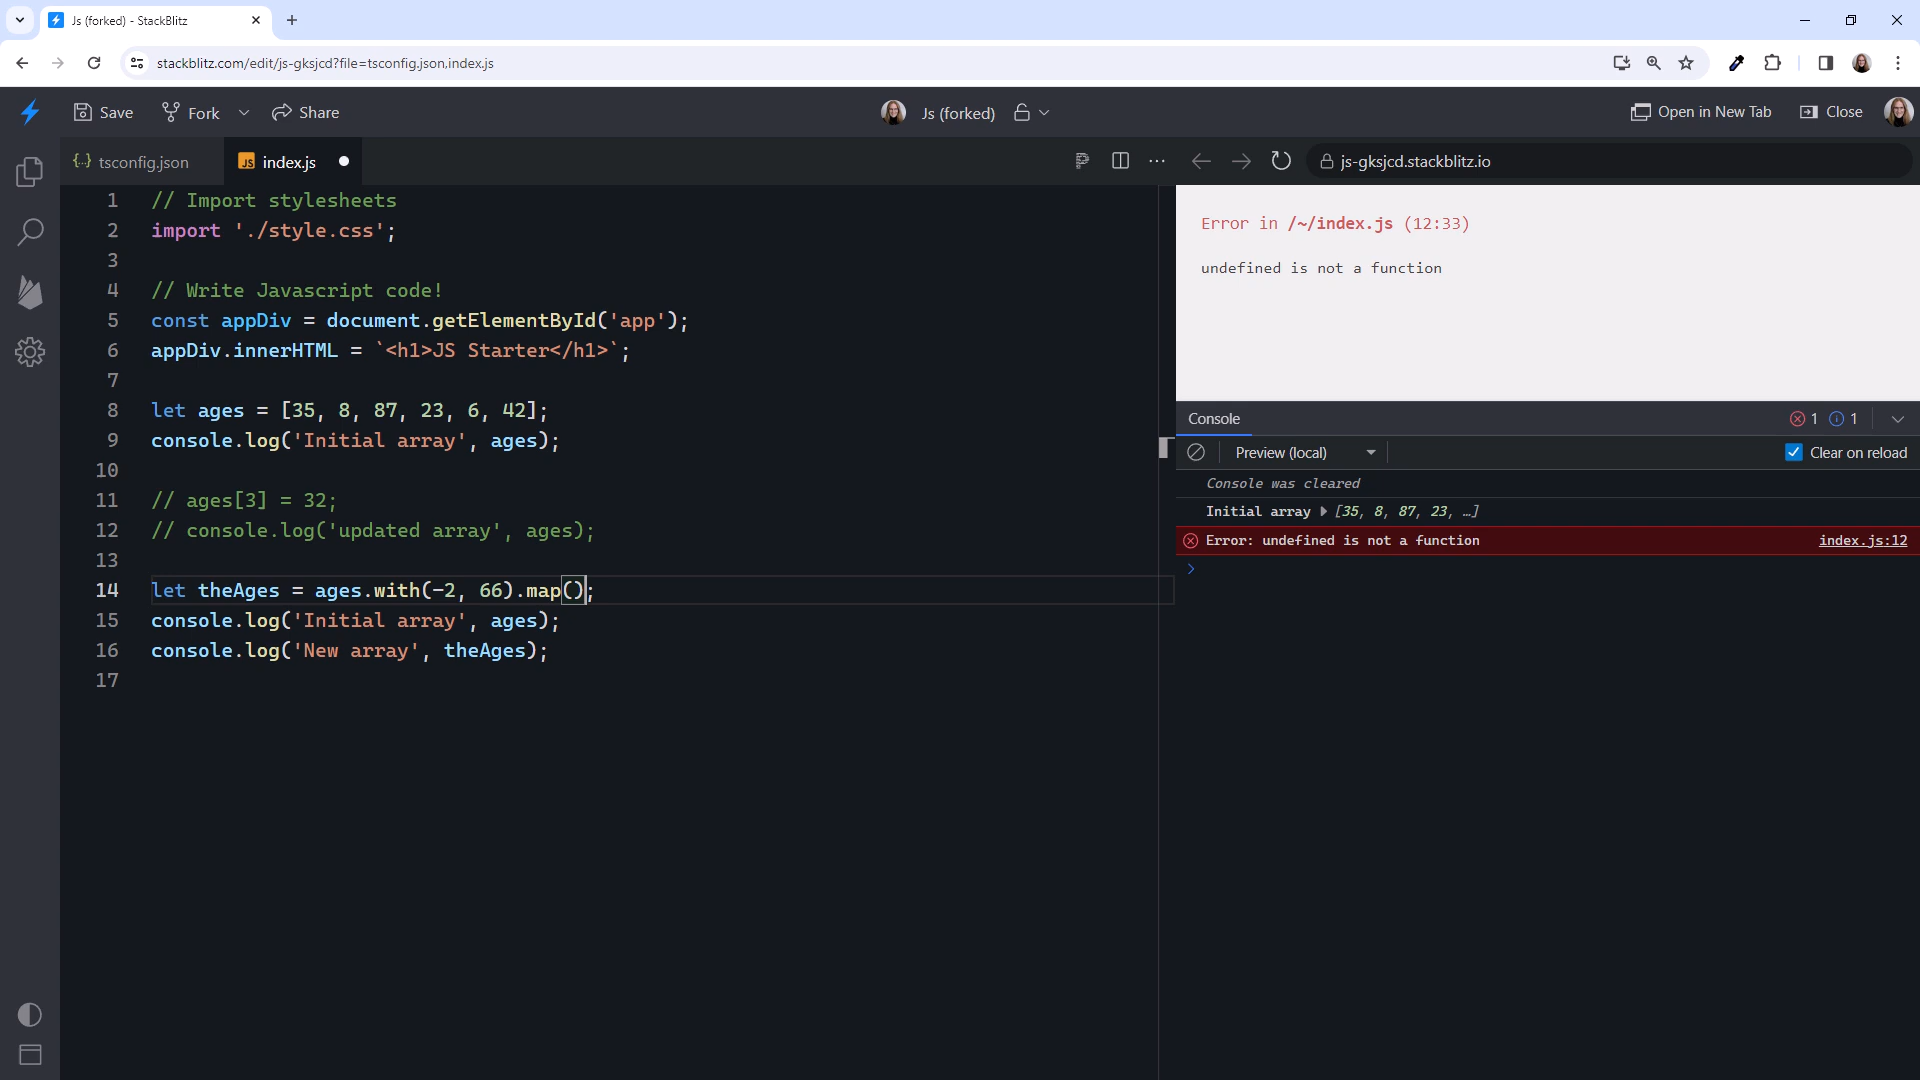 Js (forked) - StackBlitz
stackblitz.com/edit/js-gksjcd?file=tsconfig.json,index.js
Save
Fork
Share
Js (forked)
Open in New Tab
Close
{..} tsconfig.json
JS index.js
js-gksjcd.stackblitz.io
1 // Import stylesheets
2 import './style.css';
3
4 // Write Javascript code!
5 const appDiv = document.getElementById('app');
6 appDiv.innerHTML = `<h1>JS Starter</h1>`;
7
8 let ages = [35, 8, 87, 23, 6, 42];
9 console.log('Initial array', ages);
10
11 // ages[3] = 32;
12 // console.log('updated array', ages);
13
14 let theAges = ages.with(-2, 66).map();
15 console.log('Initial array', ages);
16 console.log('New array', theAges);
17
Error in /~/index.js (12:33)
undefined is not a function
Console
1
1
Preview (local)
Clear on reload
Console was cleared
Initial array ▶ [35, 8, 87, 23, …]
Error: undefined is not a function index.js:12